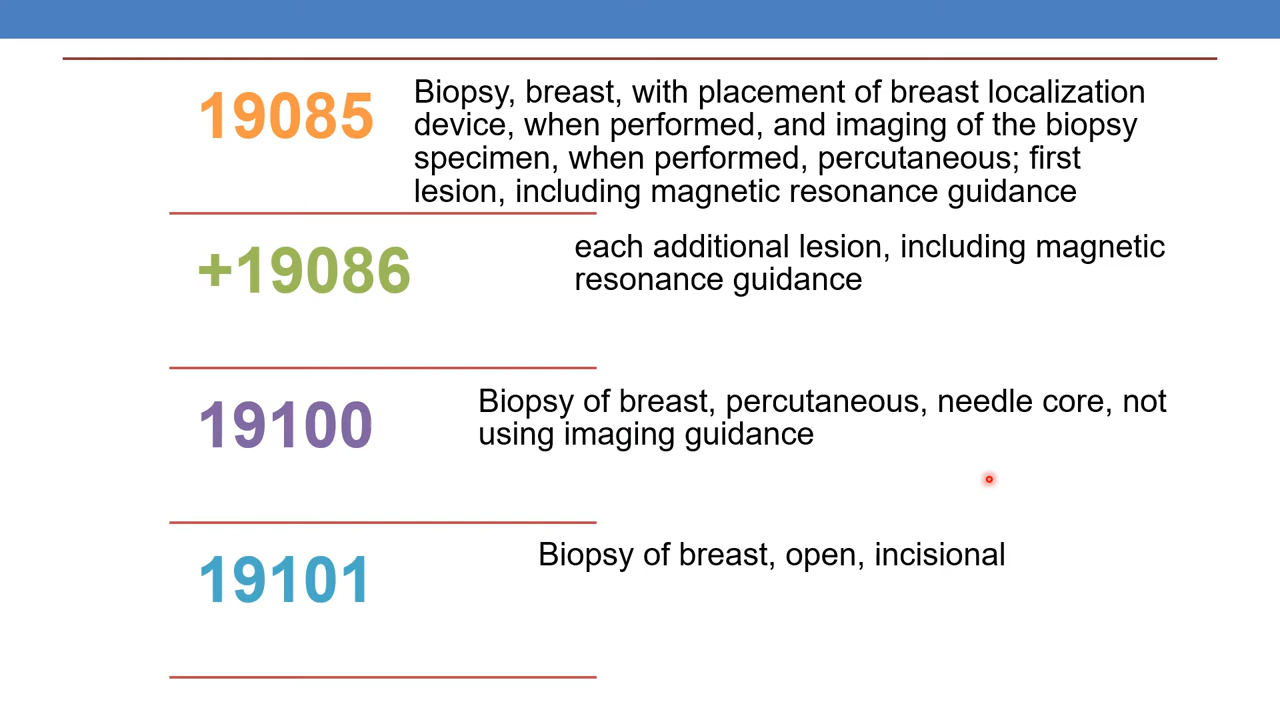 19085
Biopsy, breast, with placement of breast localization
device, when performed, and imaging of the biopsy
specimen, when performed, percutaneous; first
lesion, including magnetic resonance guidance
+19086
each additional lesion, including magnetic
resonance guidance
19100
Biopsy of breast, percutaneous, needle core, not
using imaging guidance
19101
Biopsy of breast, open, incisional